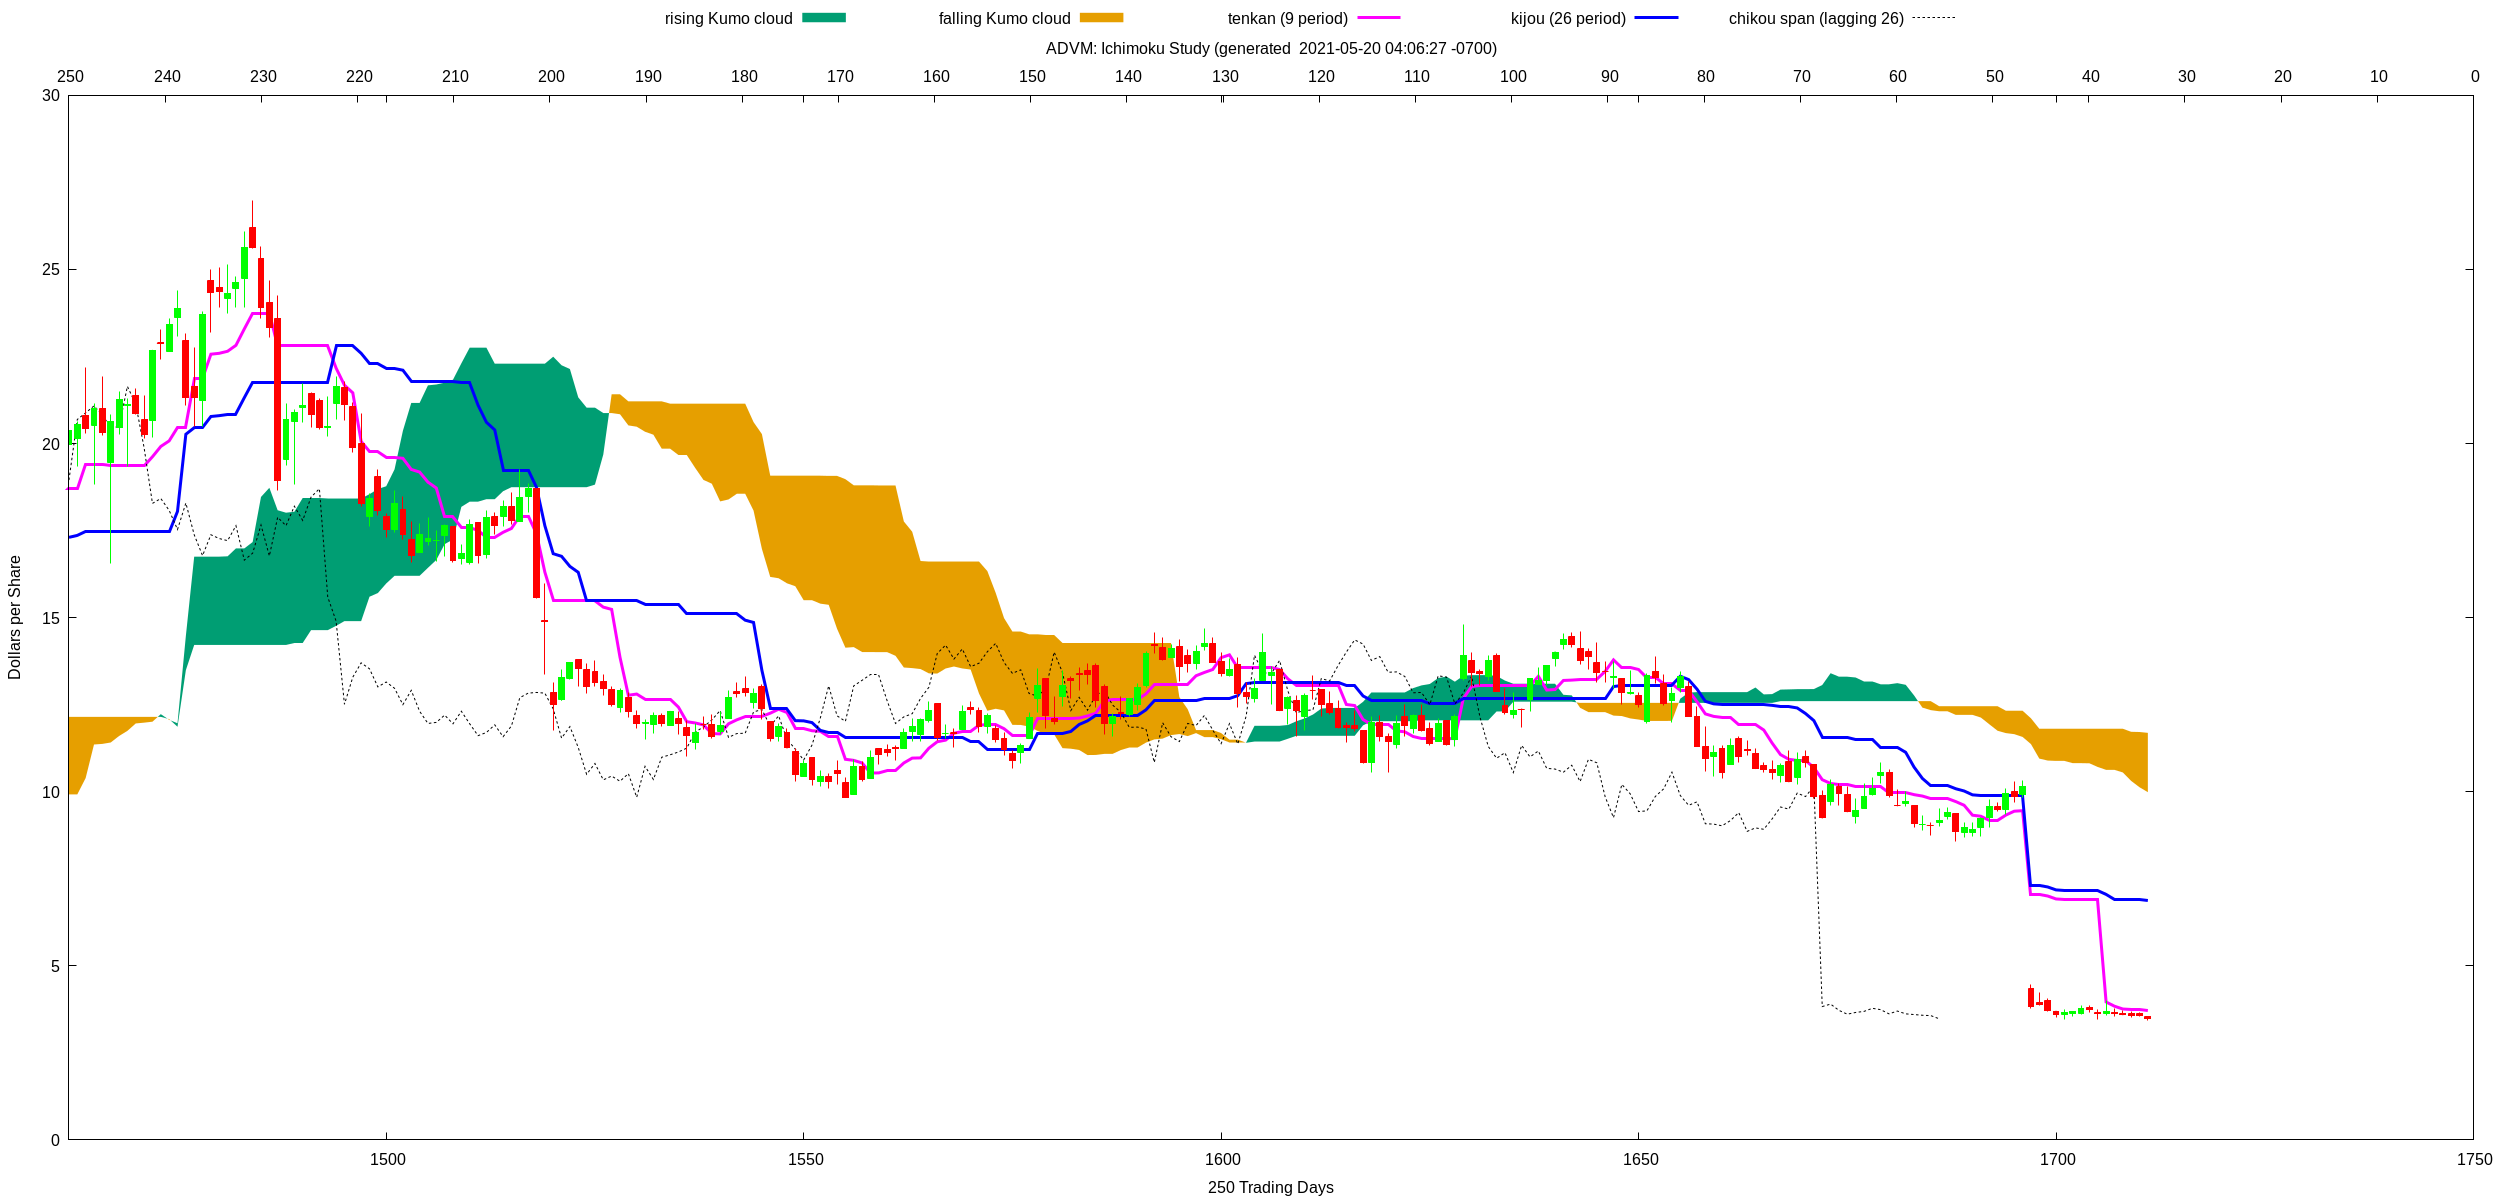 rising Kumo cloud falling Kumo cloud tenkan (9 period) kijou (26 period) chikou span (lagging 26)
ADVM: Ichimoku Study (generated  2021-05-20 04:06:27 -0700)
250 240 230 220 210 200 190 180 170 160 150 140 130 120 110 100 90 80 70 60 50 40 30 20 10 0
30
25
20
15
10
5
0
Dollars per Share
1500 1550 1600 1650 1700 1750
250 Trading Days